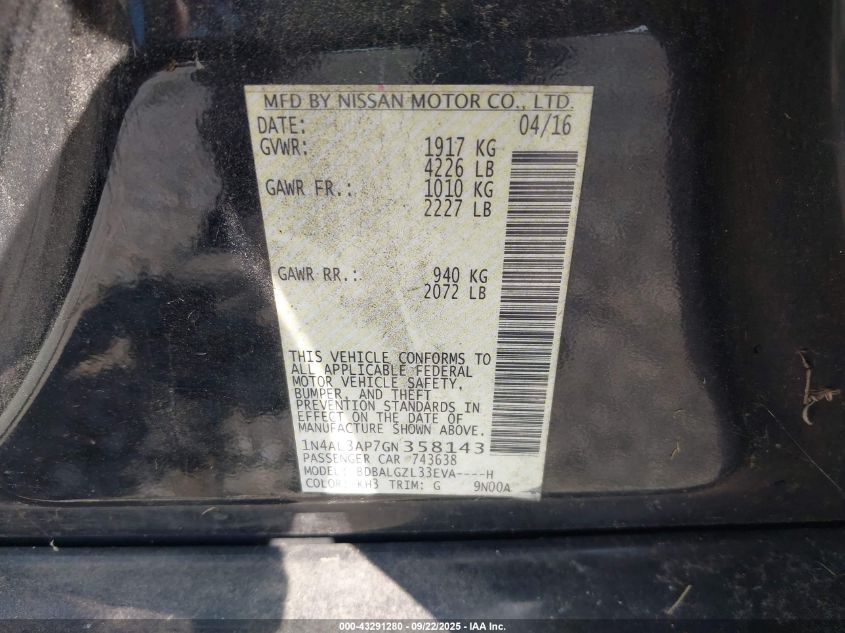 MFD BY NISSAN MOTOR CO., LTD.
DATE: 04/16
GVWR: 1917 KG
4226 LB
GAWR FR.: 1010 KG
2227 LB
GAWR RR.: 940 KG
2072 LB
THIS VEHICLE CONFORMS TO
ALL APPLICABLE FEDERAL
MOTOR VEHICLE SAFETY,
BUMPER, AND THEFT
PREVENTION STANDARDS IN
EFFECT ON THE DATE OF
MANUFACTURE SHOWN ABOVE.
1N4AL3AP7GN358143
PASSENGER CAR 743638
MODEL: BDBALGZL33EVA----H
COLOR: KH3 TRIM: G 9N00A
000-43291280 - 09/22/2025 - IAA Inc.